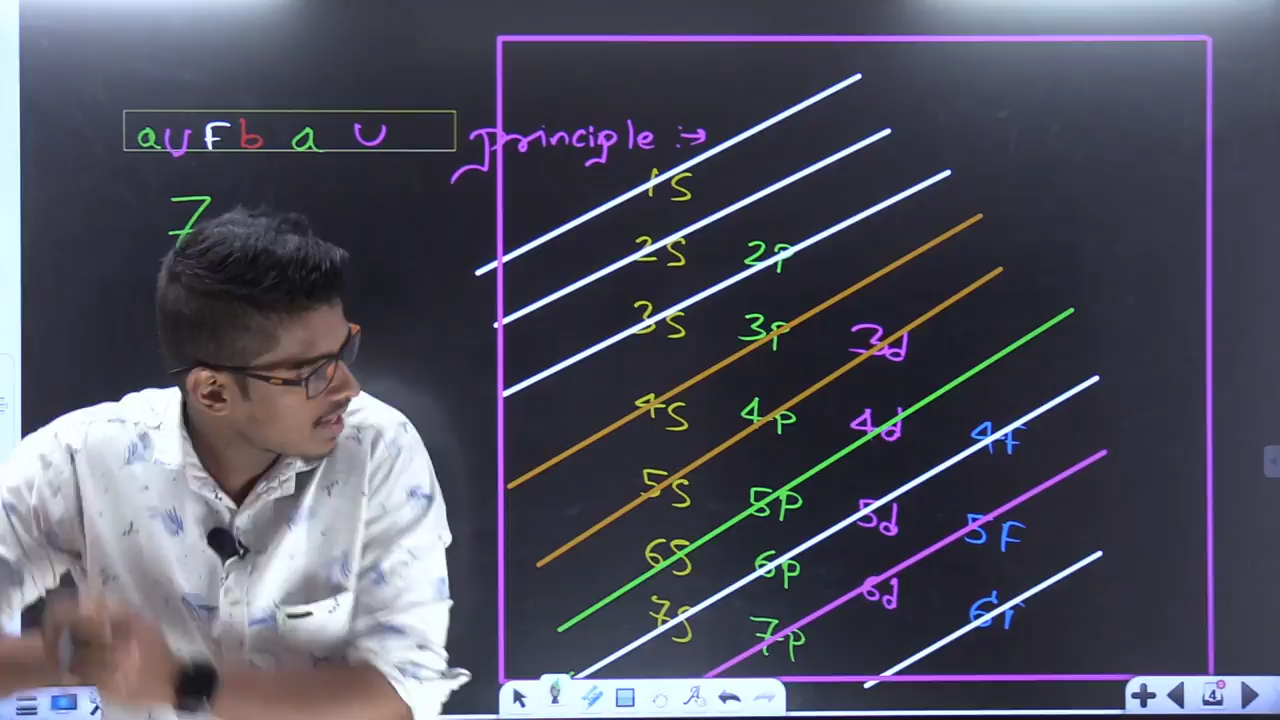 aUFb a U principle :→
7
1s
2s 2p
3s 3p 3d
4s 4p 4d 4f
5s 5p 5d 5F
6s 6p 6d 6f
7s 7p
4